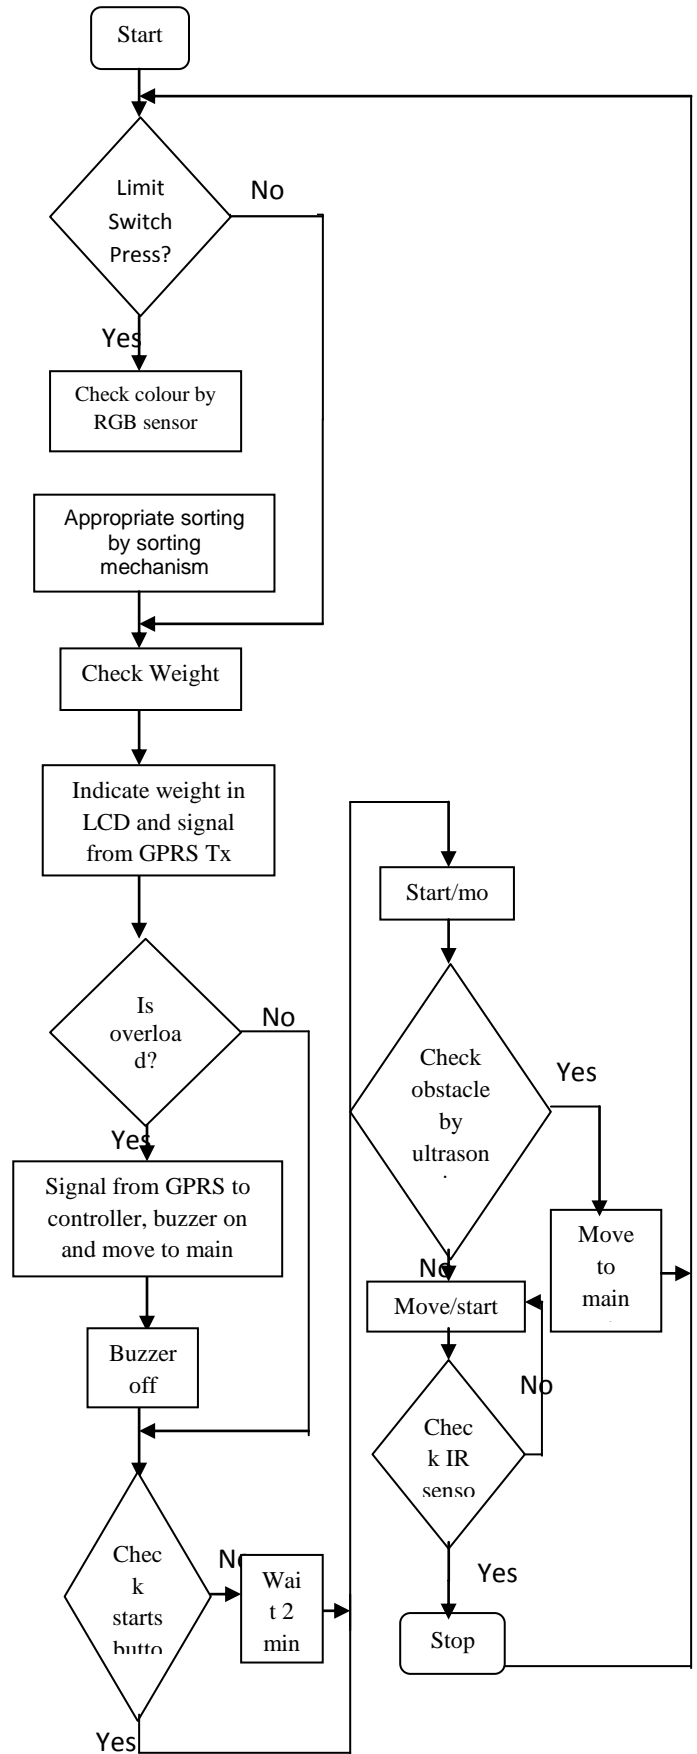 Start
Limit
Switch
Press?
No
Yes
Check colour by
RGB sensor
Appropriate sorting
by sorting
mechanism
Check Weight
Indicate weight in
LCD and signal
from GPRS Tx
Is
overloa
d?
No
Yes
Signal from GPRS to
controller, buzzer on
and move to main
Buzzer
off
Chec
k
starts
butto
No
Wai
t 2
min
Yes
Start/mo
Check
obstacle
by
ultrason
Yes
No
Move
to
main
Move/start
No
Chec
k IR
senso
Yes
Stop